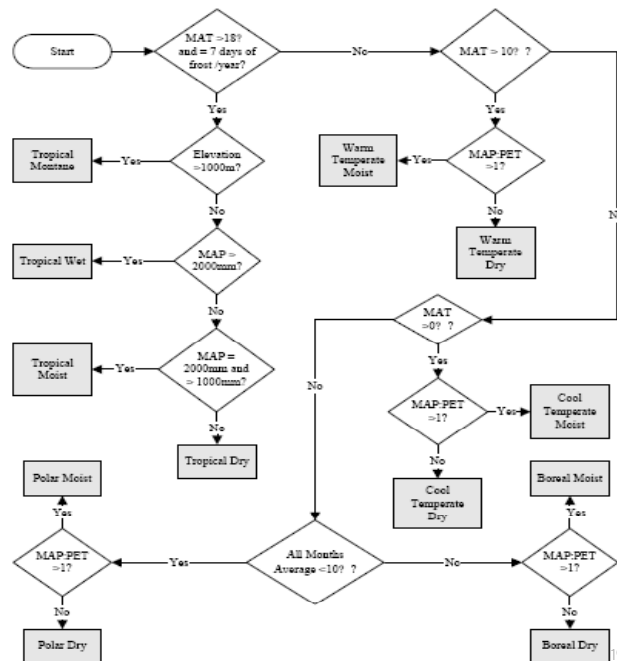 Start
MAT >18?
and = 7 days of
frost /year?
No
MAT > 10? ?
Yes
Yes
Tropical
Montane
Yes
Elevation
>1000m?
Warm
Temperate
Moist
Yes
MAP:PET
>1?
No
No
Tropical Wet
Yes
MAP >
2000mm?
Warm
Temperate
Dry
No
MAT
>0? ?
Yes
Tropical
Moist
Yes
MAP =
2000mm and
> 1000mm?
No
MAP:PET
>1?
Yes
Cool
Temperate
Moist
No
Tropical Dry
No
Cool
Temperate
Dry
Polar Moist
Yes
MAP:PET
>1?
Yes
All Months
Average <10? ?
No
Boreal Moist
Yes
MAP:PET
>1?
No
Polar Dry
No
Boreal Dry